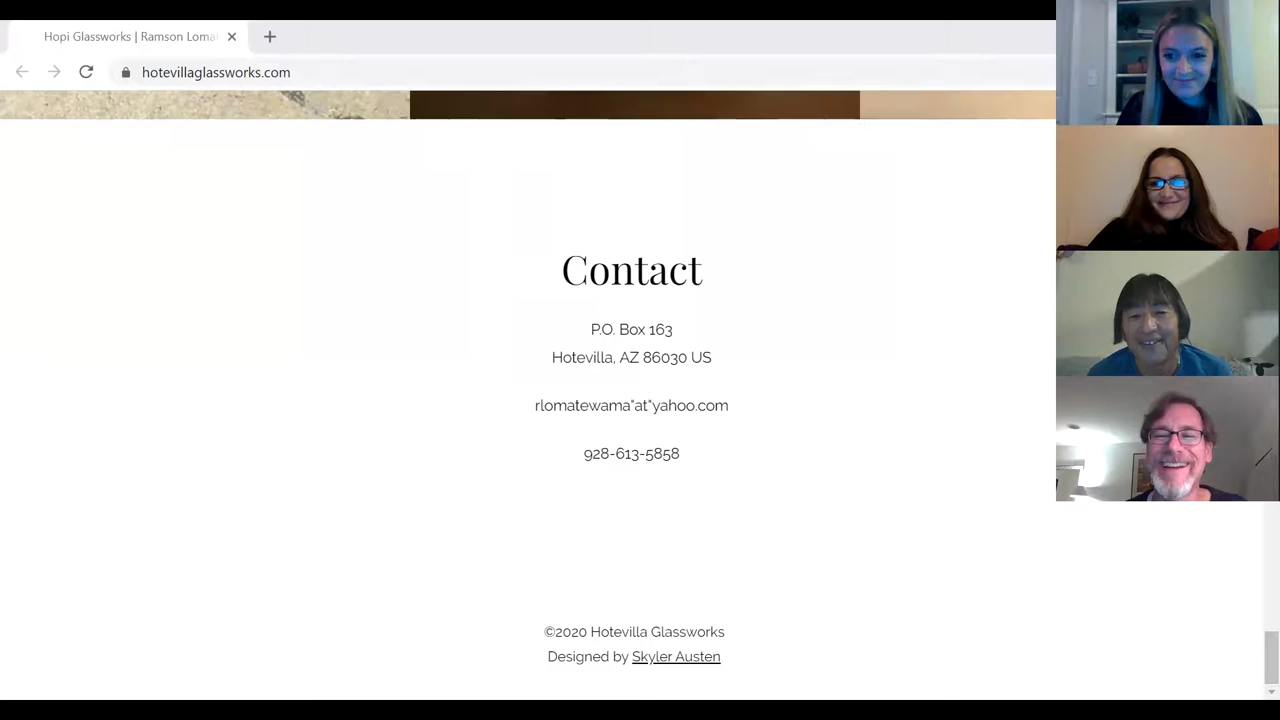 Hopi Glassworks | Ramson Loma
hotevillaglassworks.com
Contact
P.O. Box 163
Hotevilla, AZ 86030 US
rlomatewama"at"yahoo.com
928-613-5858
©2020 Hotevilla Glassworks
Designed by Skyler Austen